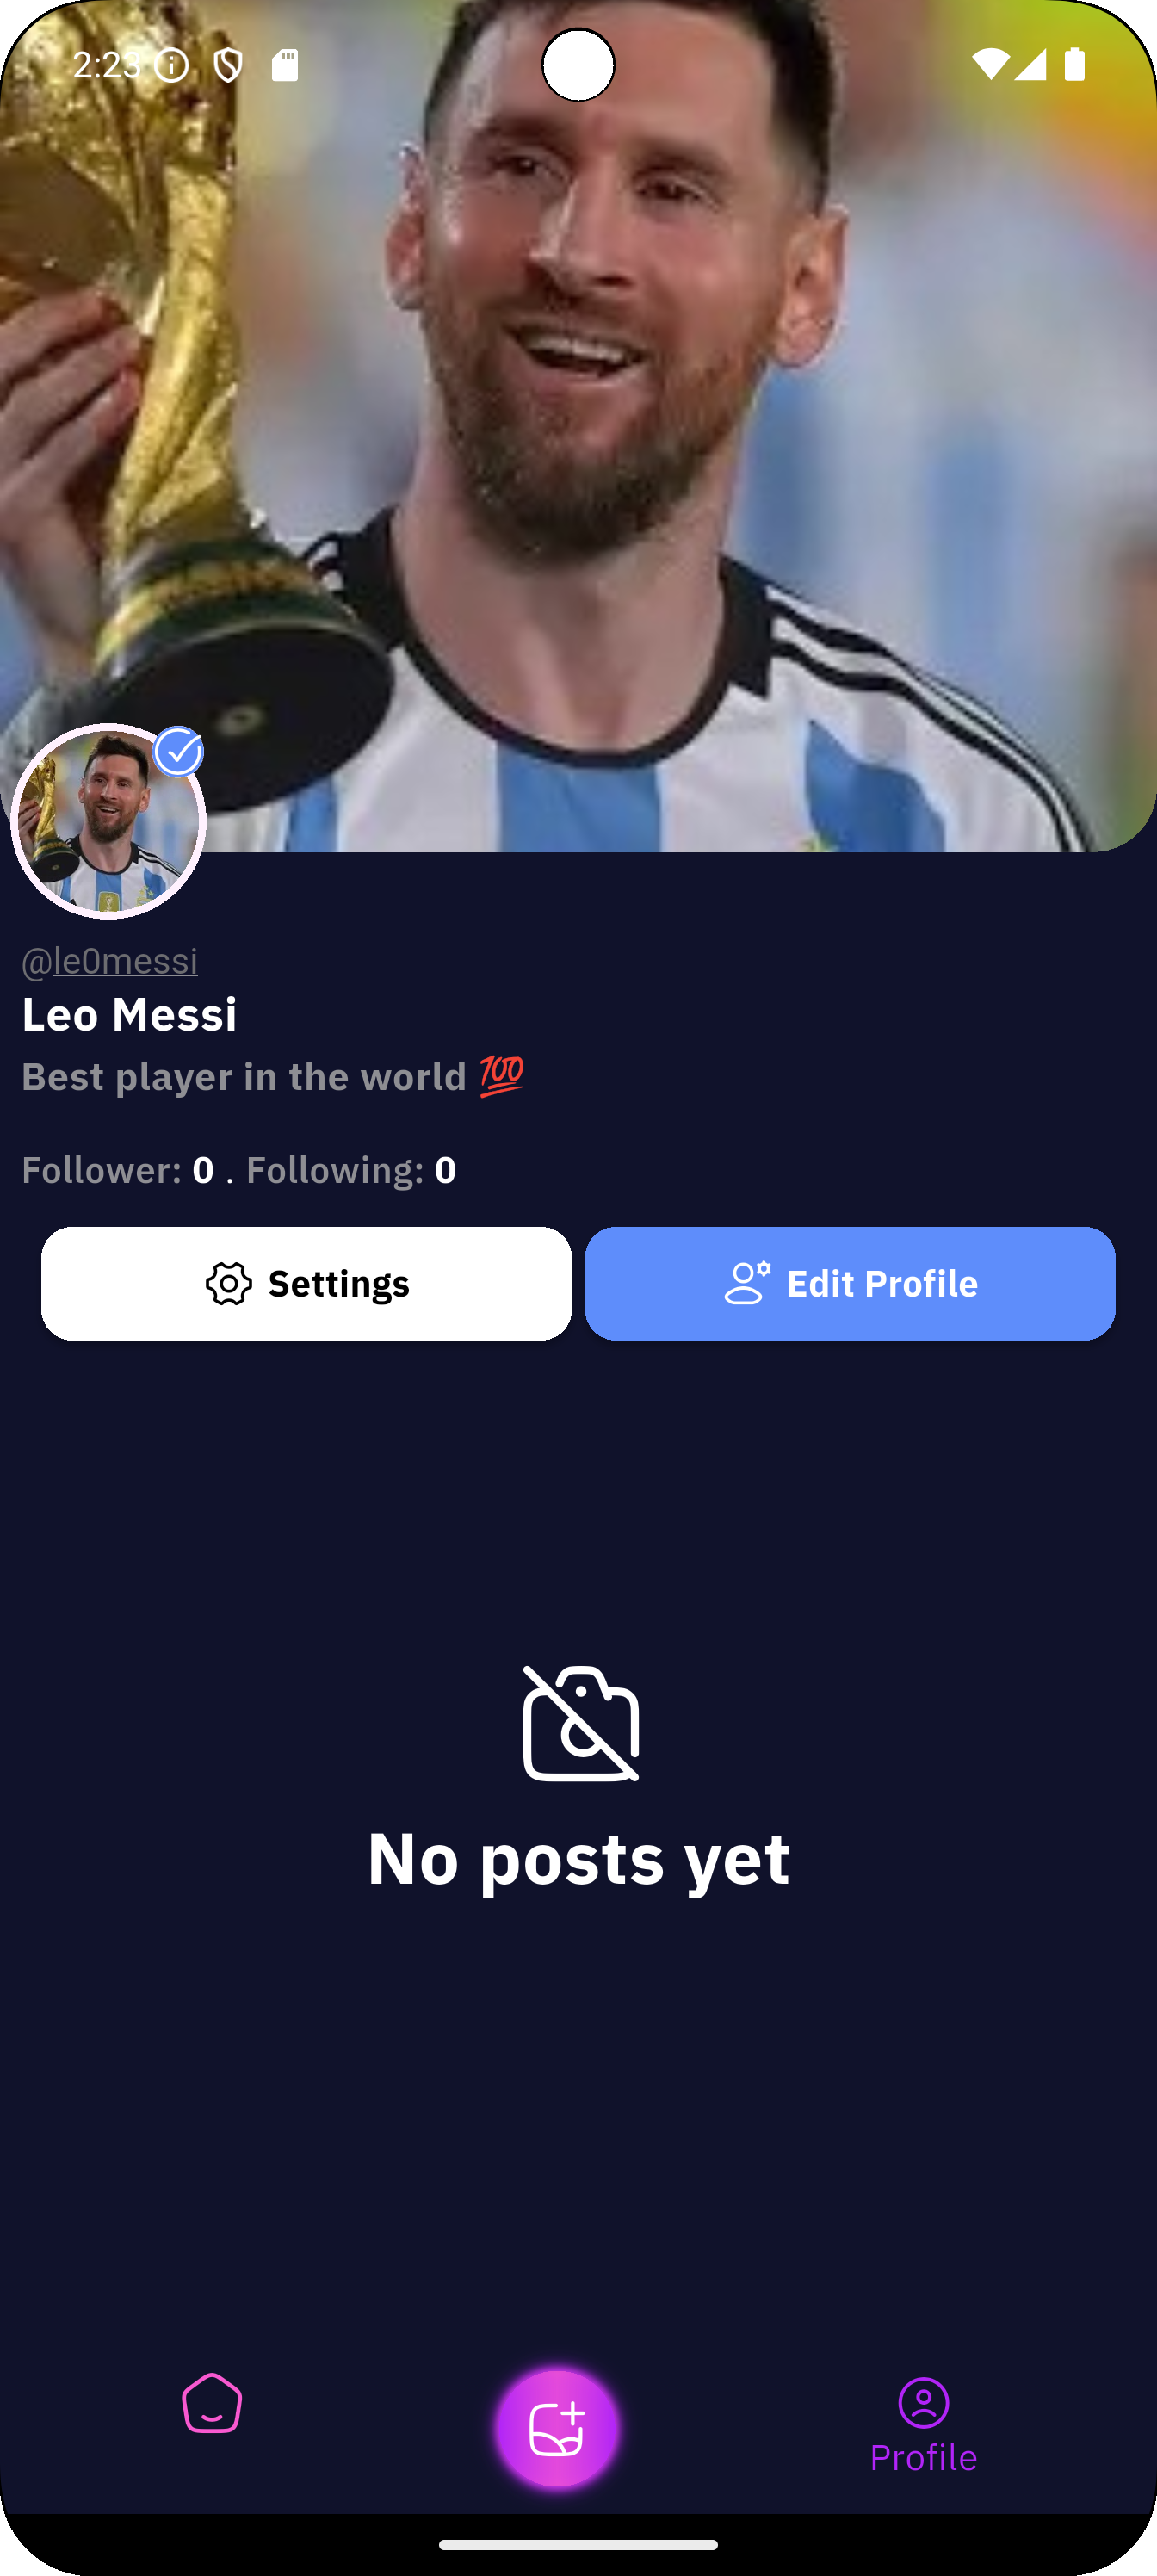 2:23
@le0messi
Leo Messi
Best player in the world 💯
Follower: 0 . Following: 0
Settings
Edit Profile
No posts yet
Profile